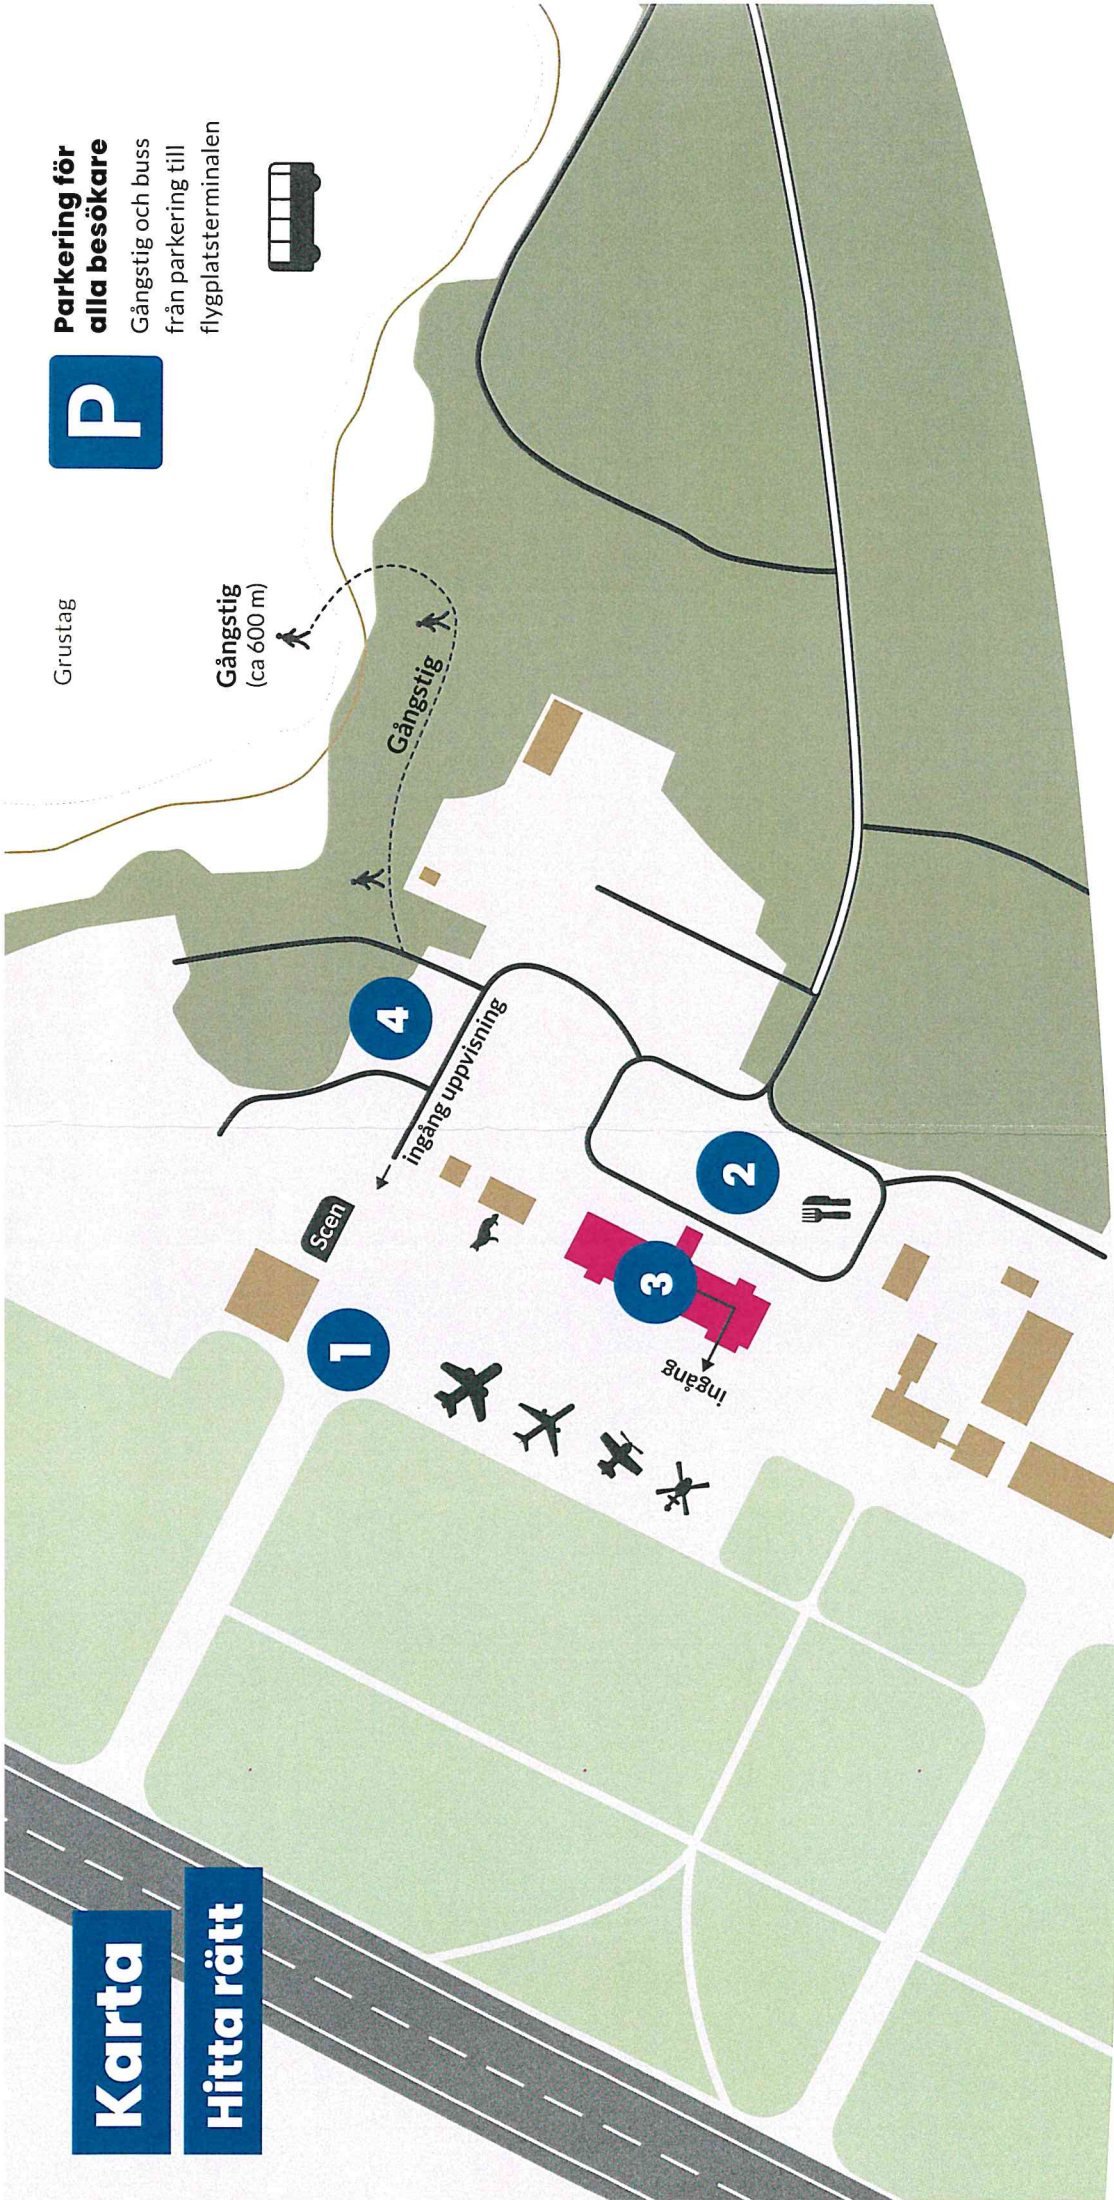 Karta
Hitta rätt
Grustag
P
Parkering för
alla besökare
Gångstig och buss
från parkering till
flygplatsterminalen
Gångstig
(ca 600 m)
Gångstig
4
ingång uppvisning
Scen
1
2
3
ingång